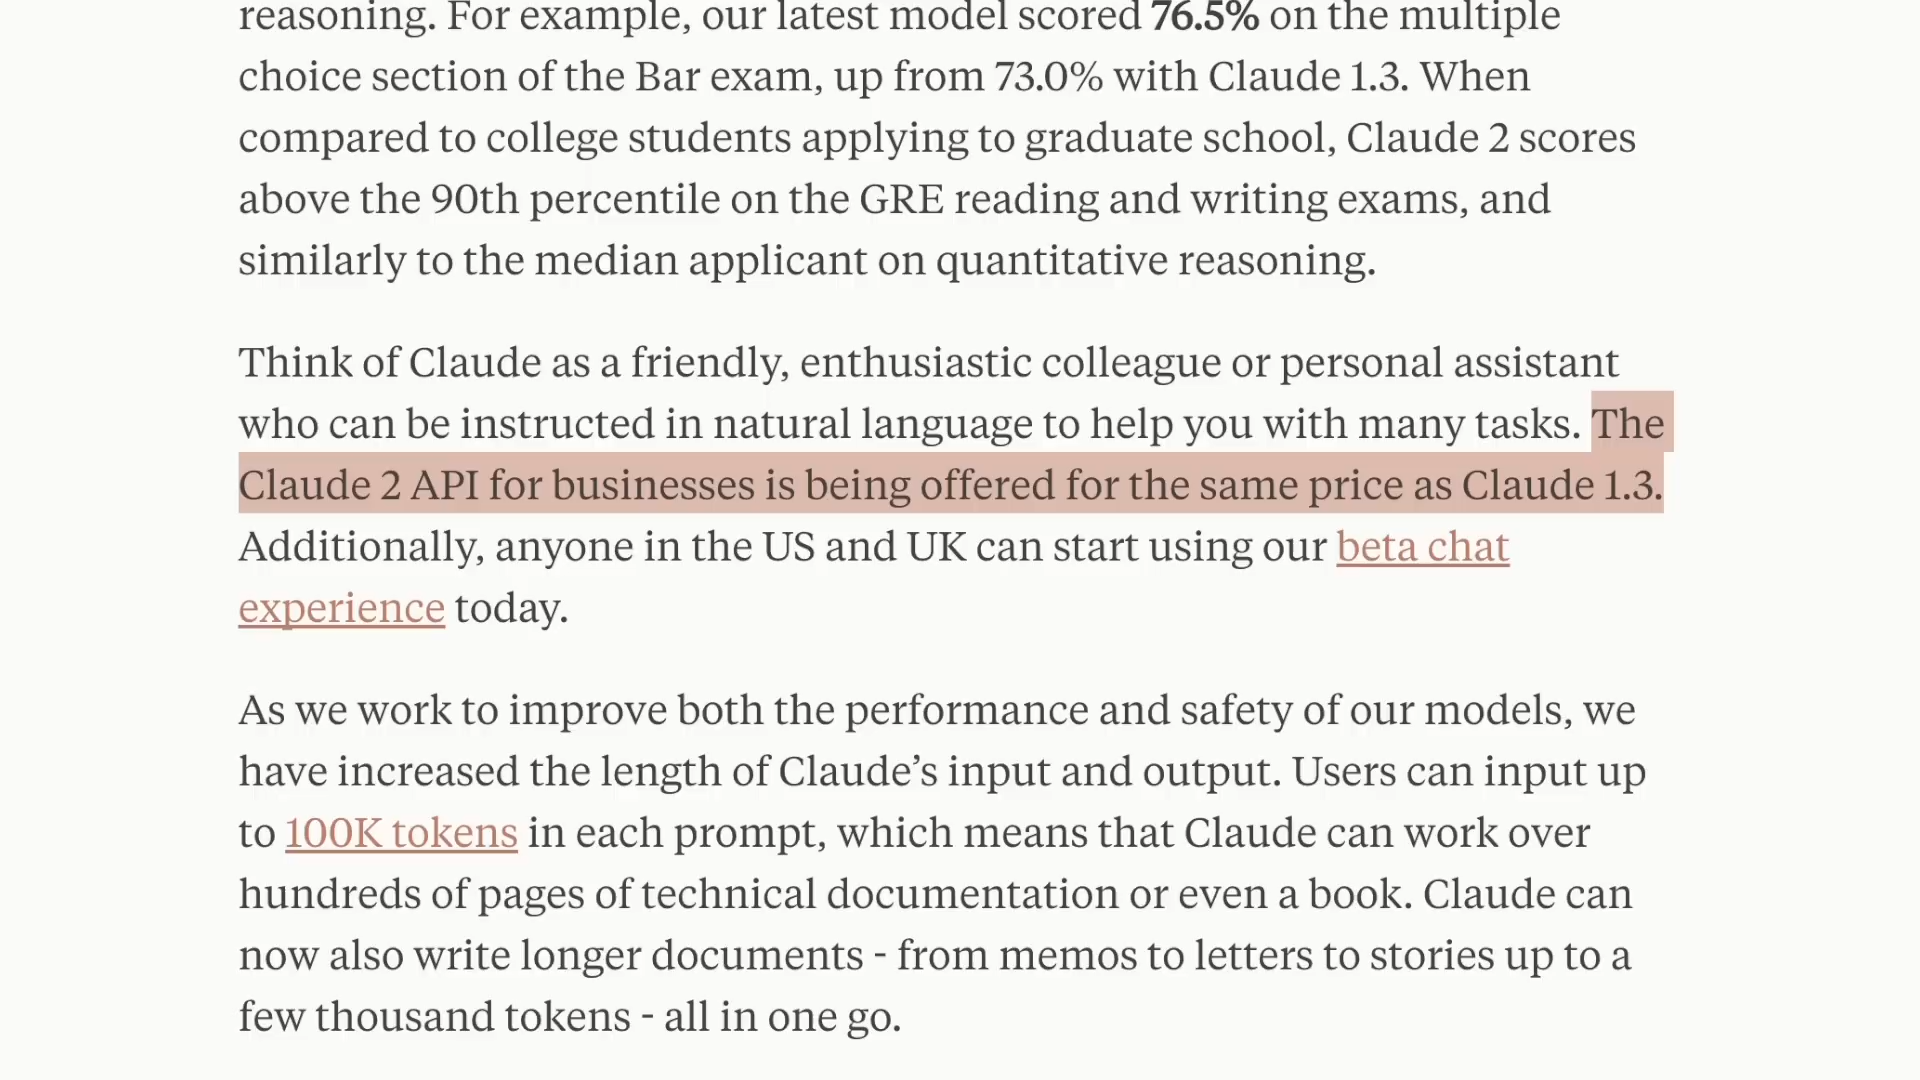 reasoning. For example, our latest model scored 76.5% on the multiple
choice section of the Bar exam, up from 73.0% with Claude 1.3. When
compared to college students applying to graduate school, Claude 2 scores
above the 90th percentile on the GRE reading and writing exams, and
similarly to the median applicant on quantitative reasoning.
Think of Claude as a friendly, enthusiastic colleague or personal assistant
who can be instructed in natural language to help you with many tasks. The
Claude 2 API for businesses is being offered for the same price as Claude 1.3.
Additionally, anyone in the US and UK can start using our beta chat
experience today.
As we work to improve both the performance and safety of our models, we
have increased the length of Claude’s input and output. Users can input up
to 100K tokens in each prompt, which means that Claude can work over
hundreds of pages of technical documentation or even a book. Claude can
now also write longer documents - from memos to letters to stories up to a
few thousand tokens - all in one go.